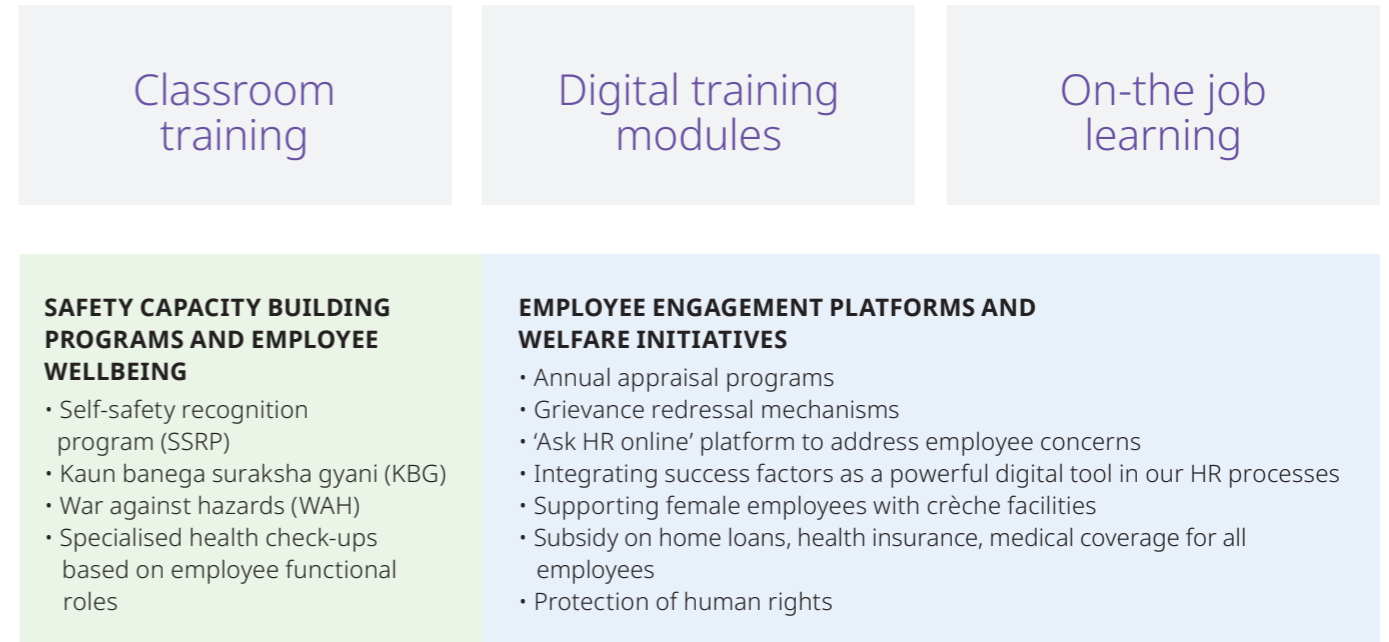 Classroom
training
Digital training
modules
On-the job
learning
SAFETY CAPACITY BUILDING
PROGRAMS AND EMPLOYEE
WELLBEING
• Self-safety recognition
program (SSRP)
• Kaun banega suraksha gyani (KBG)
• War against hazards (WAH)
• Specialised health check-ups
based on employee functional
roles
EMPLOYEE ENGAGEMENT PLATFORMS AND
WELFARE INITIATIVES
• Annual appraisal programs
• Grievance redressal mechanisms
• ‘Ask HR online’ platform to address employee concerns
• Integrating success factors as a powerful digital tool in our HR processes
• Supporting female employees with crèche facilities
• Subsidy on home loans, health insurance, medical coverage for all
employees
• Protection of human rights